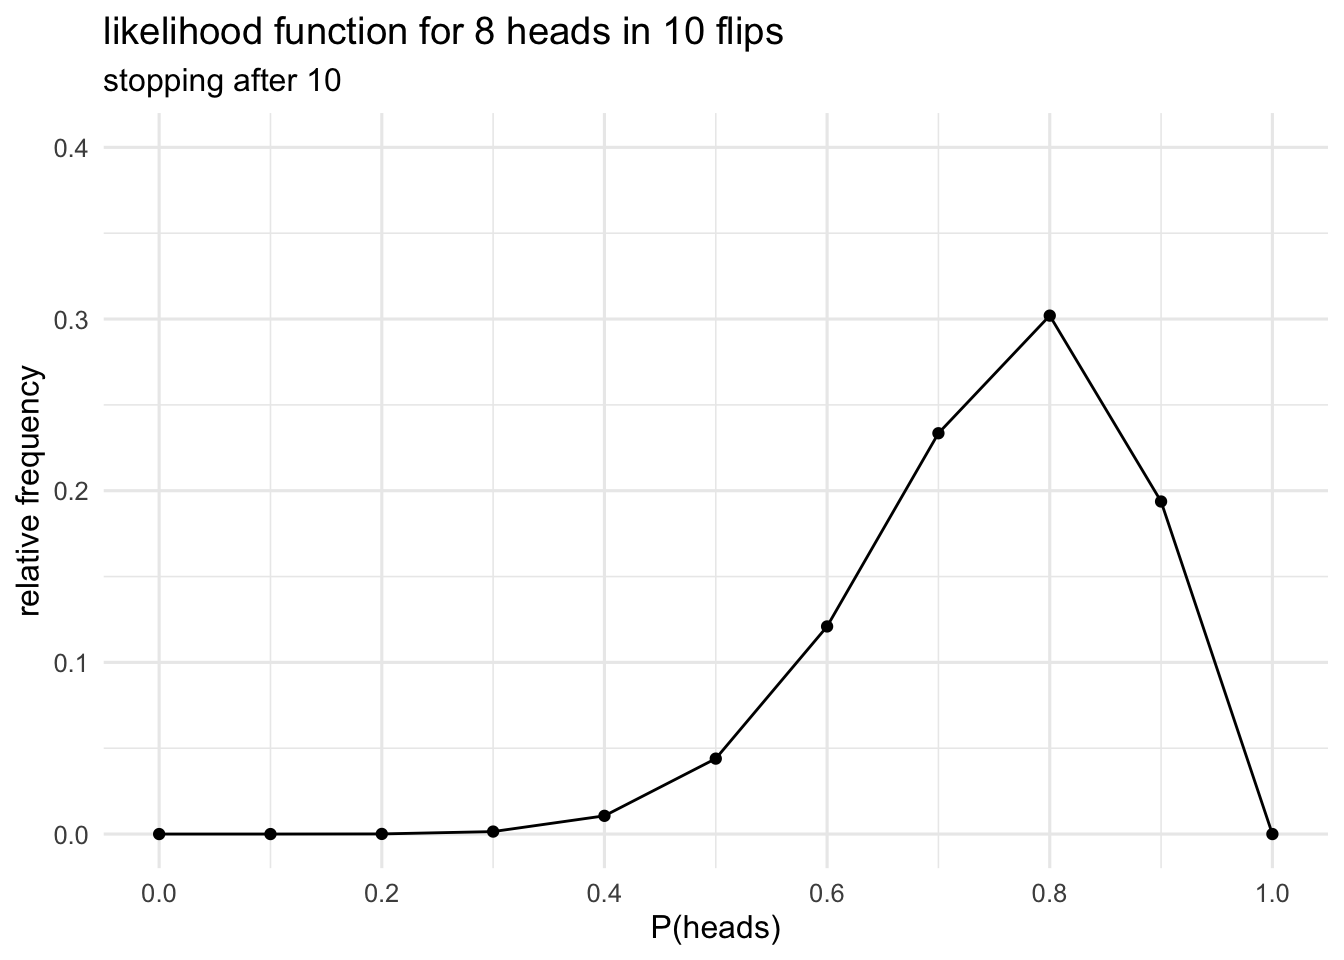 likelihood function for 8 heads in 10 flips
stopping after 10
0.4
0.3
0.2
0.1
0.0
relative frequency
0.0 0.2 0.4 0.6 0.8 1.0
P(heads)